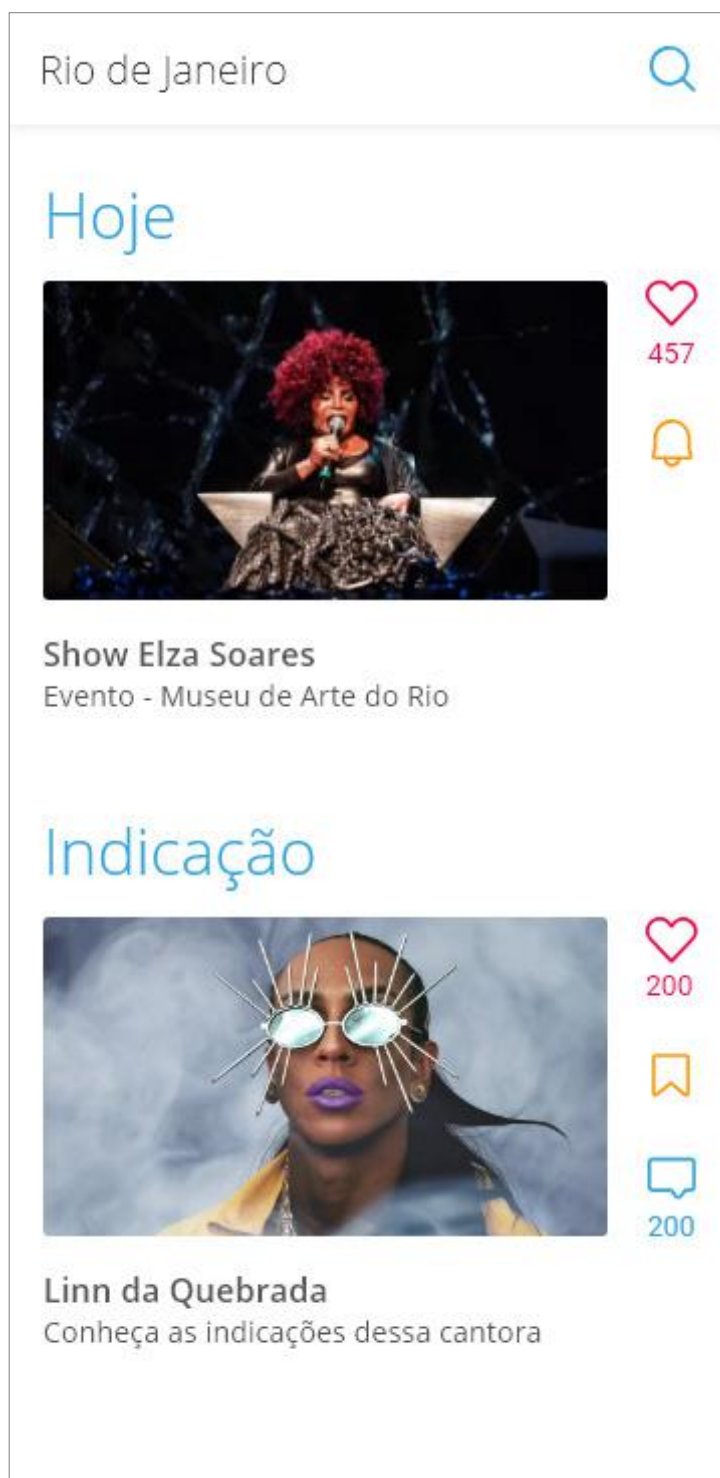 Rio de Janeiro
Hoje
457
Show Elza Soares
Evento - Museu de Arte do Rio
Indicação
200
200
Linn da Quebrada
Conheça as indicações dessa cantora